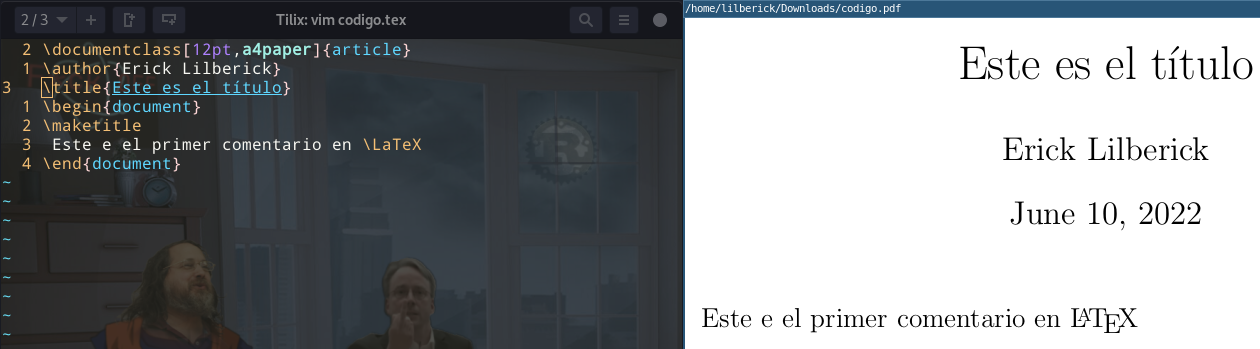 2 / 3
Tilix: vim codigo.tex
2 \documentclass[12pt,a4paper]{article}
1 \author{Erick Lilberick}
3 \title{Este es el título}
1 \begin{document}
2 \maketitle
3 Este e el primer comentario en \LaTeX
4 \end{document}
~
~
~
~
~
~
~
~
~
/home/lilberick/Downloads/codigo.pdf
Este es el título
Erick Lilberick
June 10, 2022
Este e el primer comentario en LATEX